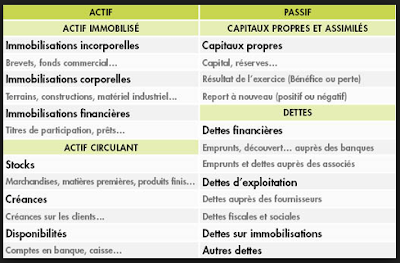 ACTIF
ACTIF IMMOBILISÉ
Immobilisations incorporelles
Brevets, fonds commercial...
Immobilisations corporelles
Terrains, constructions, matériel industriel...
Immobilisations financières
Titres de participation, prêts...
ACTIF CIRCULANT
Stocks
Marchandises, matières premières, produits finis...
Créances
Créances sur les clients...
Disponibilités
Comptes en banque, caisse...
PASSIF
CAPITAUX PROPRES ET ASSIMILÉS
Capitaux propres
Capital, réserves...
Résultat de l'exercice (Bénéfice ou perte)
Report à nouveau (positif ou négatif)
DETTES
Dettes financières
Emprunts, découvert... auprès des banques
Emprunts et dettes auprès des associés
Dettes d'exploitation
Dettes auprès des fournisseurs
Dettes fiscales et sociales
Dettes sur immobilisations
Autres dettes